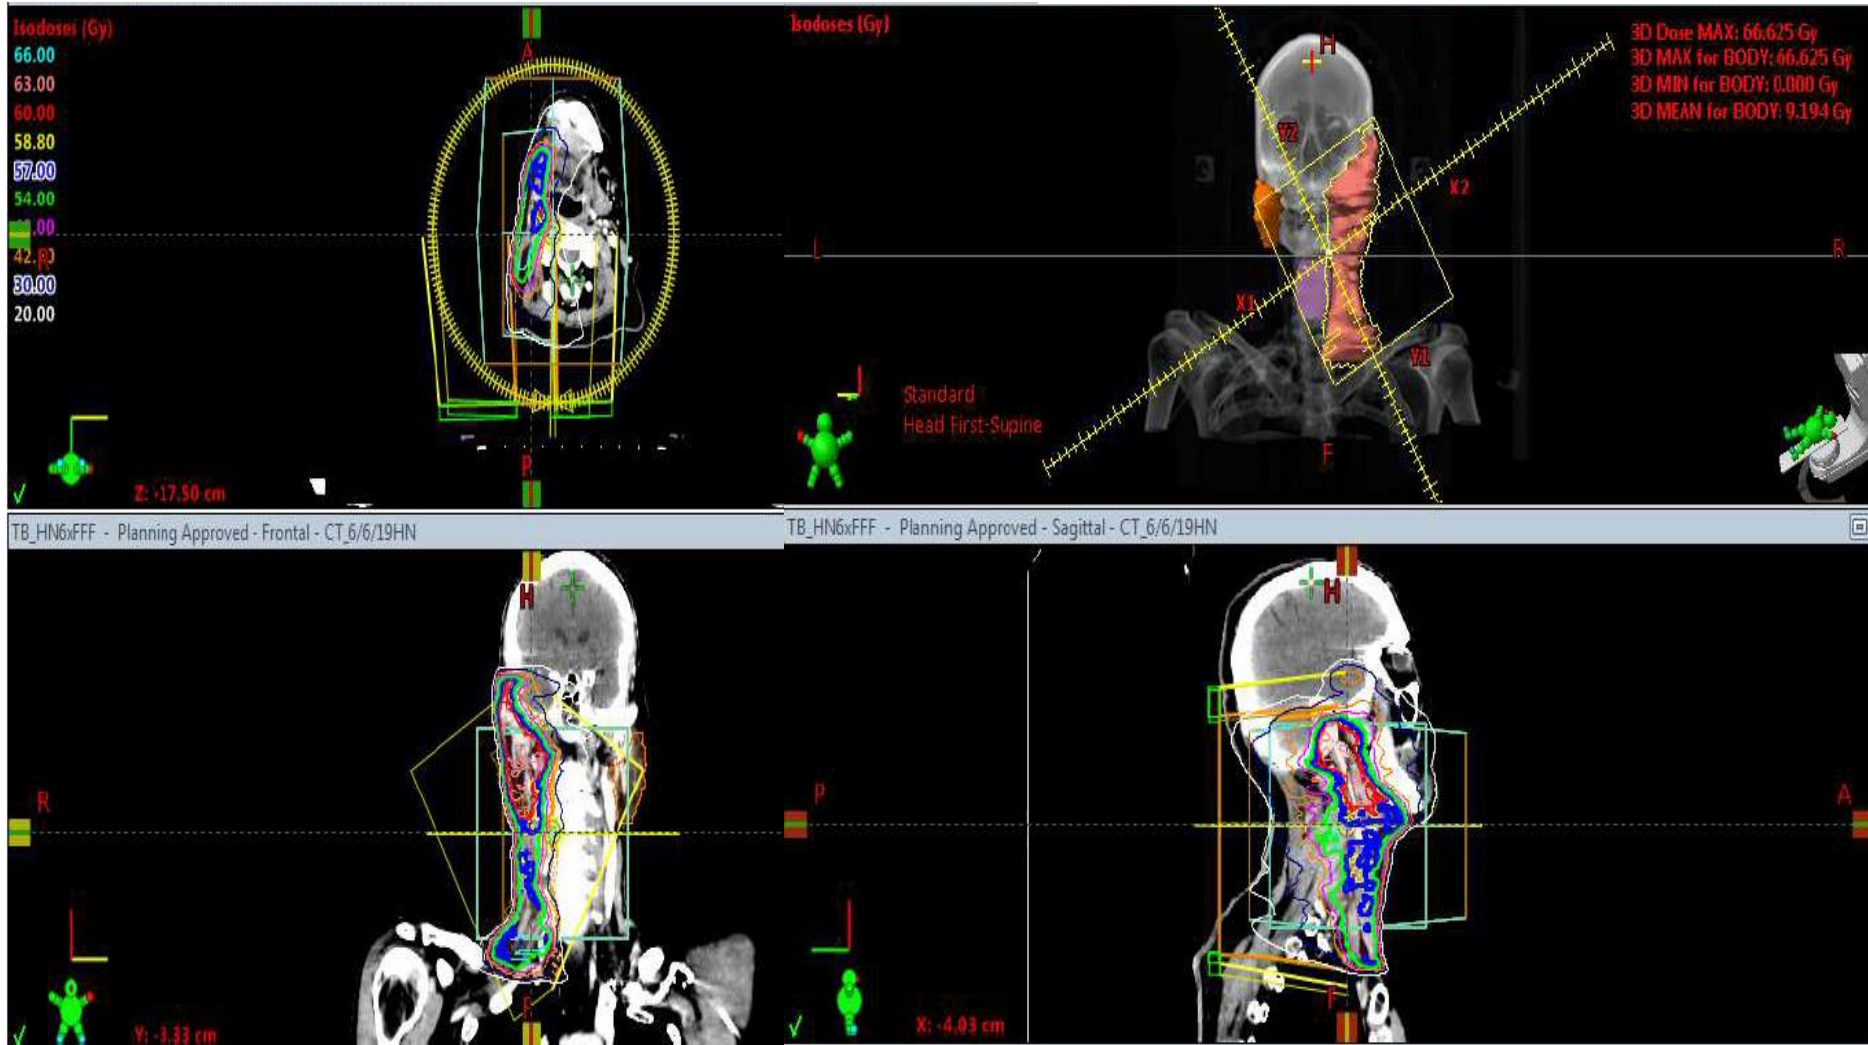 Isodoses (Gy)
66.00
63.00
60.00
58.80
57.00
54.00
42.00
30.00
20.00
A
R
P
Z: -17.50 cm
Isodoses (Gy)
3D Dose MAX: 66.625 Gy
3D MAX for BODY: 66.625 Gy
3D MIN for BODY: 0.000 Gy
3D MEAN for BODY: 9.194 Gy
H
Y2
X2
L
R
X1
Y1
Standard
Head First-Supine
F
TB_HN6xFFF - Planning Approved - Frontal - CT_6/6/19HN
H
R
F
Y: -3.33 cm
TB_HN6xFFF - Planning Approved - Sagittal - CT_6/6/19HN
H
P
A
F
X: -4.03 cm